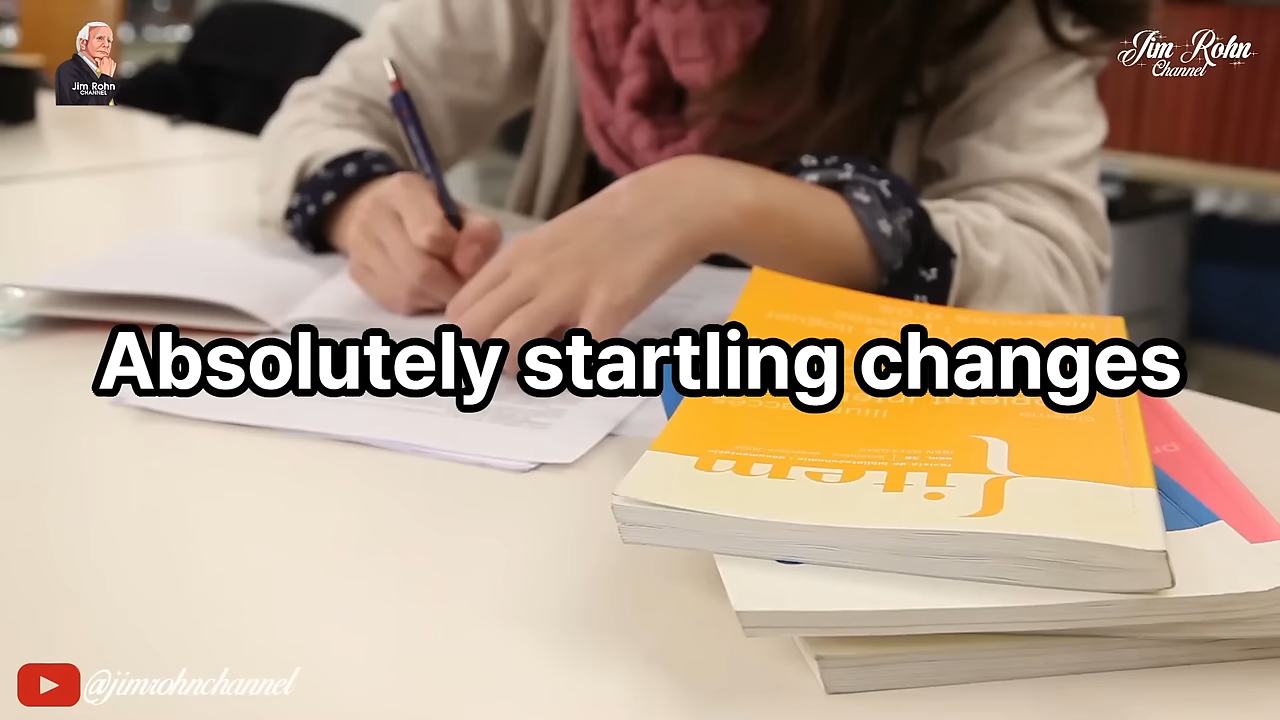 Jim Rohn
CHANNEL
Jim Rohn
Channel
Absolutely startling changes
item
@jimrohnchannel